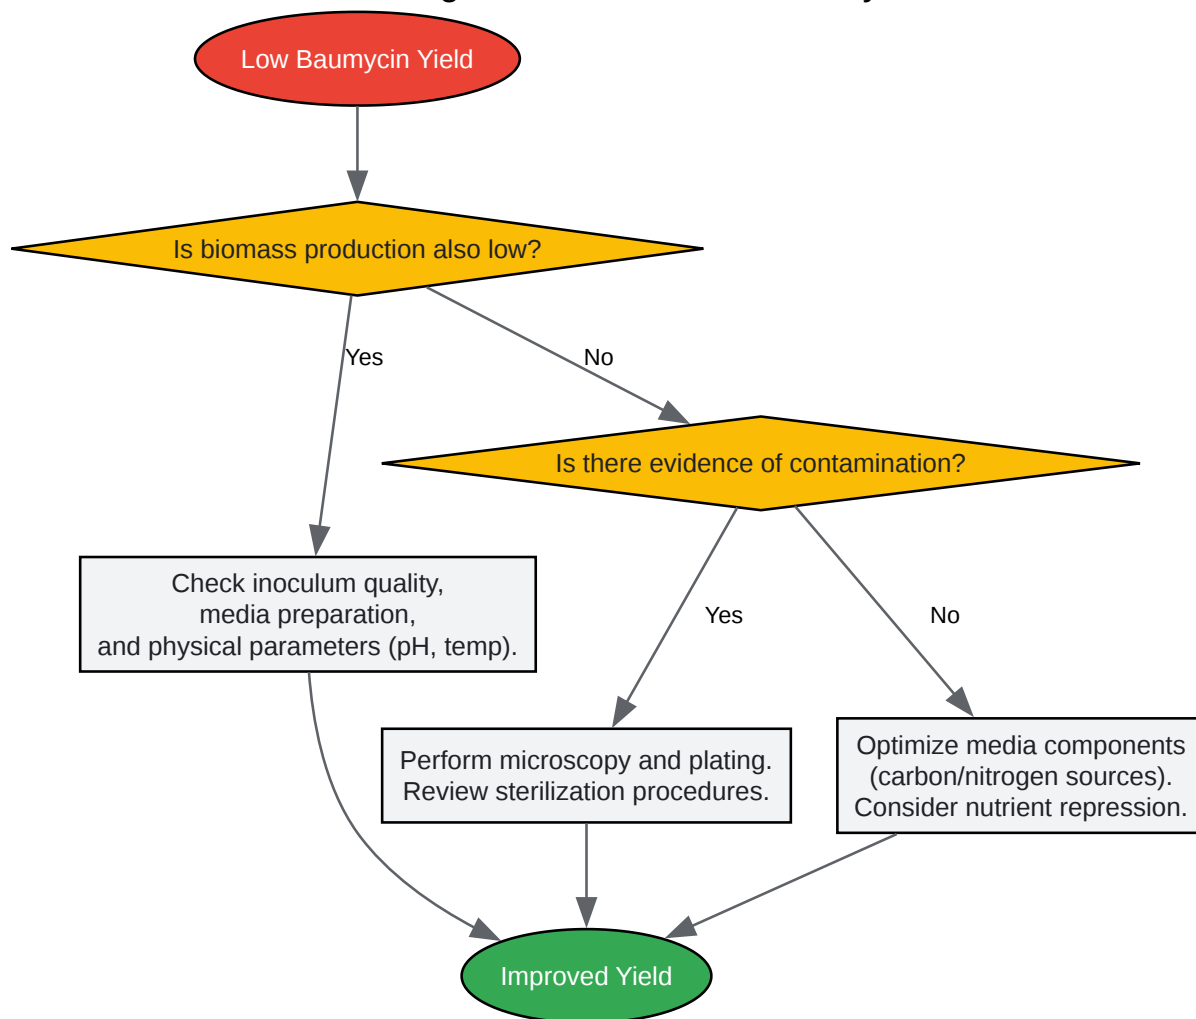 Low Baumycin Yield
Is biomass production also low?
Yes
No
Is there evidence of contamination?
Check inoculum quality,
media preparation,
and physical parameters (pH, temp).
Yes
No
Perform microscopy and plating.
Review sterilization procedures.
Optimize media components
(carbon/nitrogen sources).
Consider nutrient repression.
Improved Yield